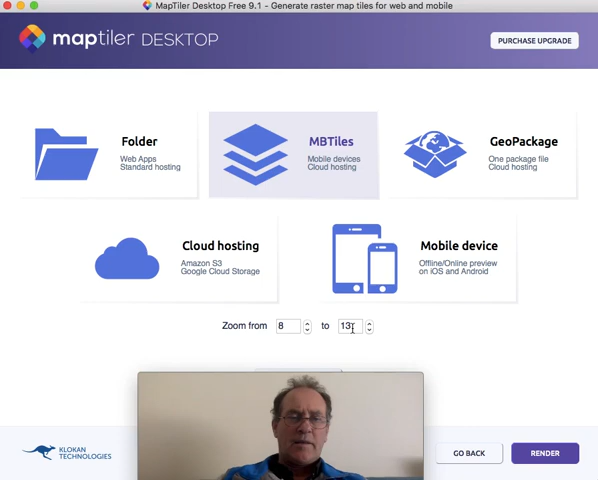 MapTiler Desktop Free 9.1 - Generate raster map tiles for web and mobile
maptiler DESKTOP
PURCHASE UPGRADE
Folder
Web Apps
Standard hosting
MBTiles
Mobile devices
Cloud hosting
GeoPackage
One package file
Cloud hosting
Cloud hosting
Amazon S3
Google Cloud Storage
Mobile device
Offline/Online preview
on iOS and Android
Zoom from 8 to 13
KLOKAN
TECHNOLOGIES
GO BACK
RENDER